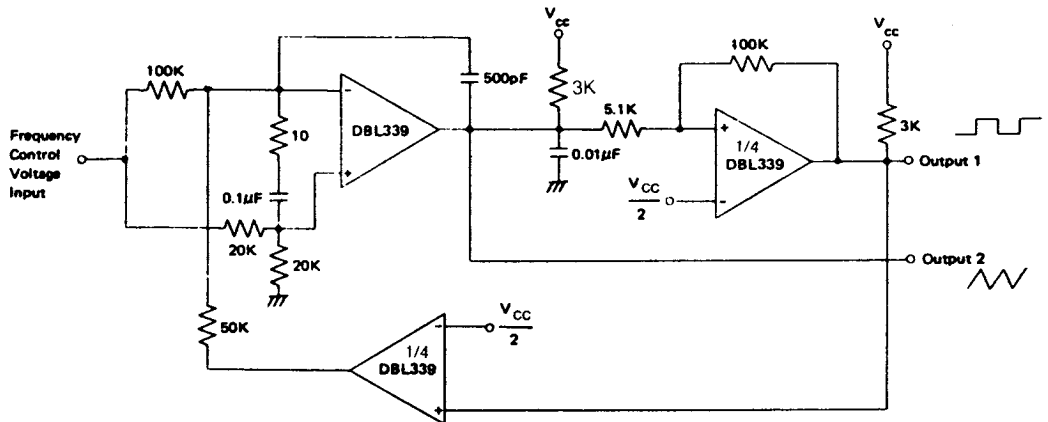 Frequency
Control
Voltage
Input
100K
10
0.1μF
20K
20K
50K
-
DBL339
+
500pF
VCC
3K
0.01μF
5.1K
100K
+
1/4
DBL339
-
VCC
2
VCC
3K
Output 1
Output 2
-
VCC
2
1/4
DBL339
+